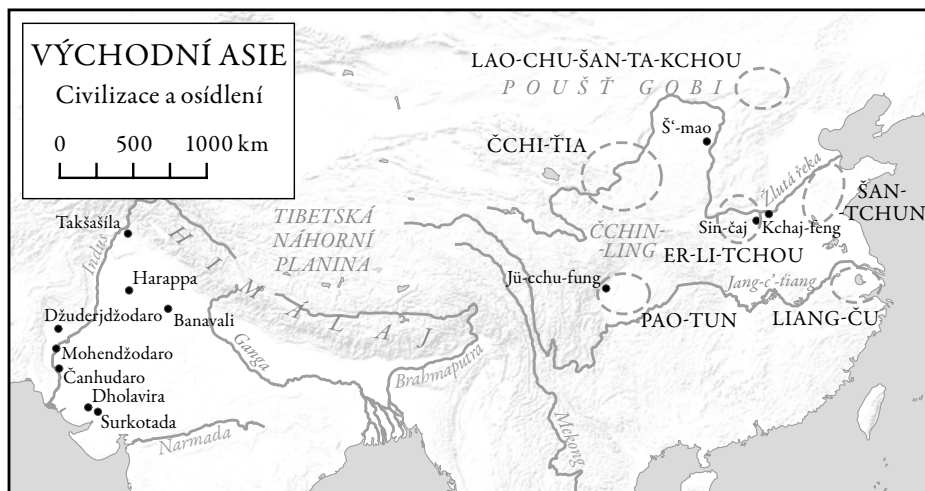 VÝCHODNÍ ASIE
Civilizace a osídlení
0 500 1000 km
LAO-CHU-ŠAN-TA-KCHOU
POUŠŤ GOBI
Š‘-mao
ČCHI-ŤIA
Žlutá řeka
ŠAN-
-TCHUN
Takšašíla
Indus
HIMÁLAJ
TIBETSKÁ
NÁHORNÍ
PLANINA
ČCHIN-
-LING
Sin-čaj
Kchaj-feng
ER-LI-TCHOU
Harappa
Jü-cchu-fung
Jang-c’-ťiang
Džuderjdžodaro
Banavali
PAO-TUN
LIANG-ČU
Mohendžodaro
Ganga
Čanhudaro
Brahmaputra
Dholavira
Surkotada
Narmada
Mekong